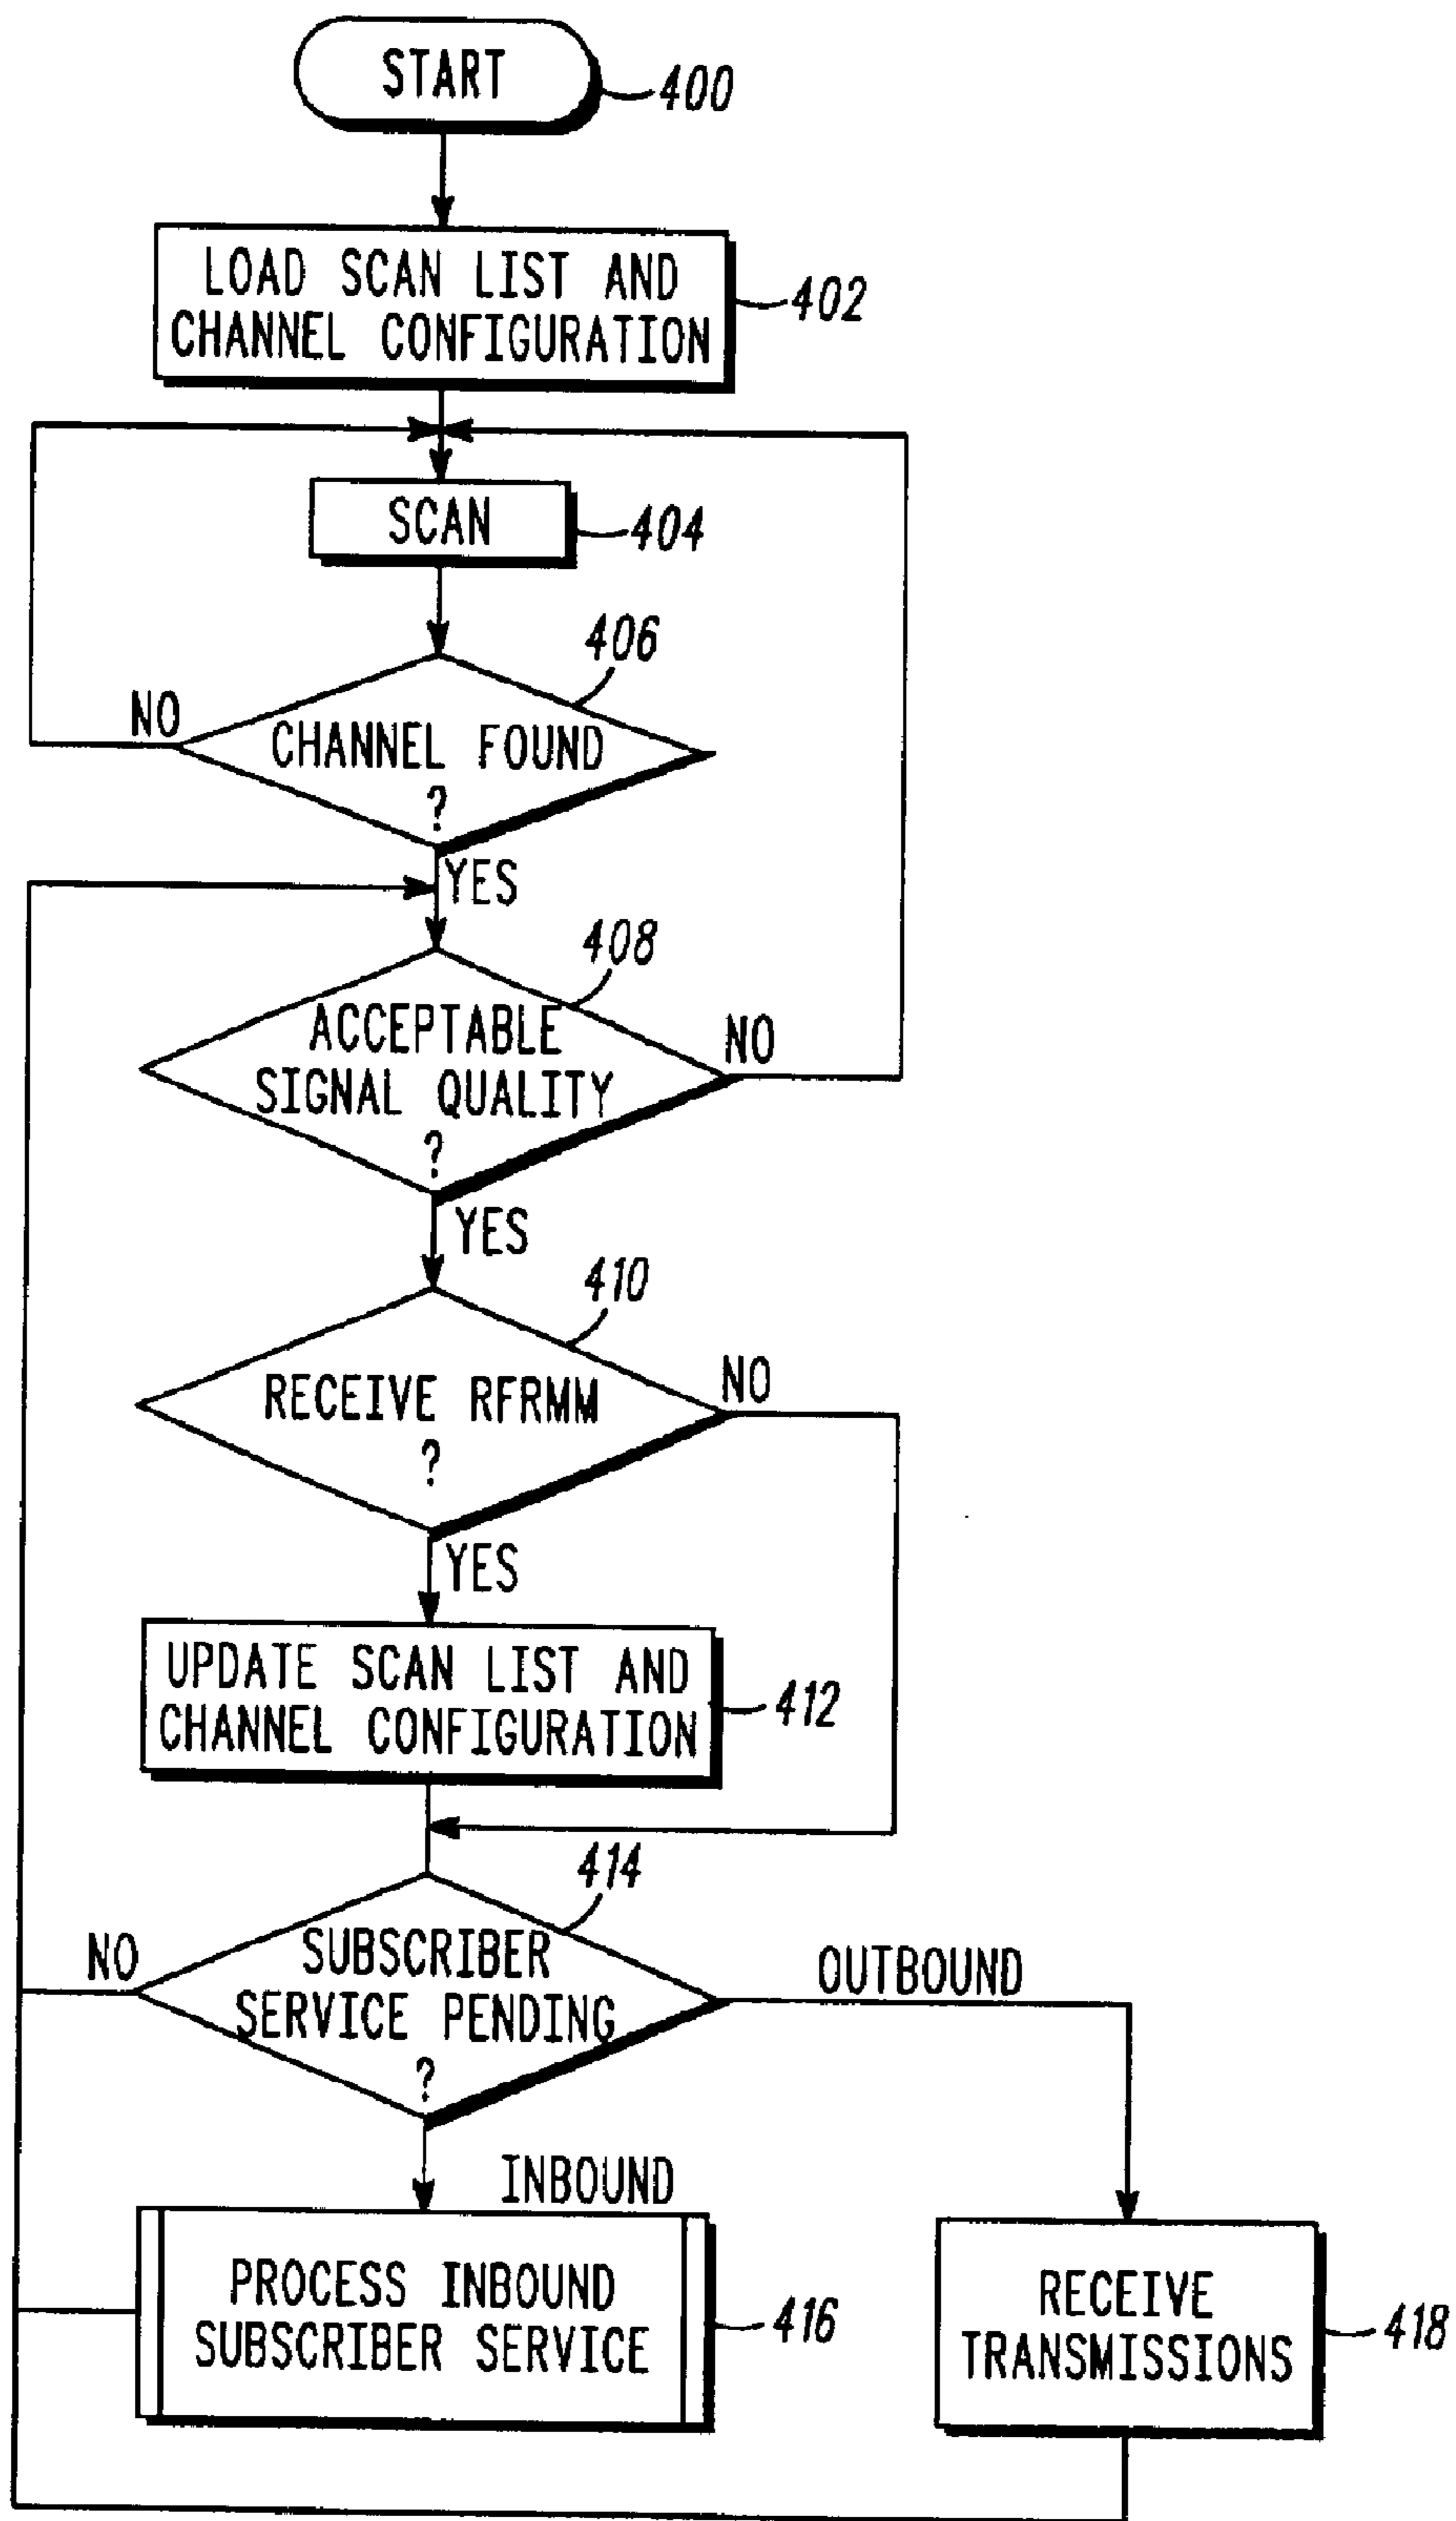 START
400
LOAD SCAN LIST AND
CHANNEL CONFIGURATION
402
SCAN
404
406
NO
CHANNEL FOUND
?
YES
408
ACCEPTABLE
SIGNAL QUALITY
?
NO
YES
410
RECEIVE RFRMM
?
NO
YES
UPDATE SCAN LIST AND
CHANNEL CONFIGURATION
412
414
NO
SUBSCRIBER
SERVICE PENDING
?
OUTBOUND
INBOUND
PROCESS INBOUND
SUBSCRIBER SERVICE
416
RECEIVE
TRANSMISSIONS
418